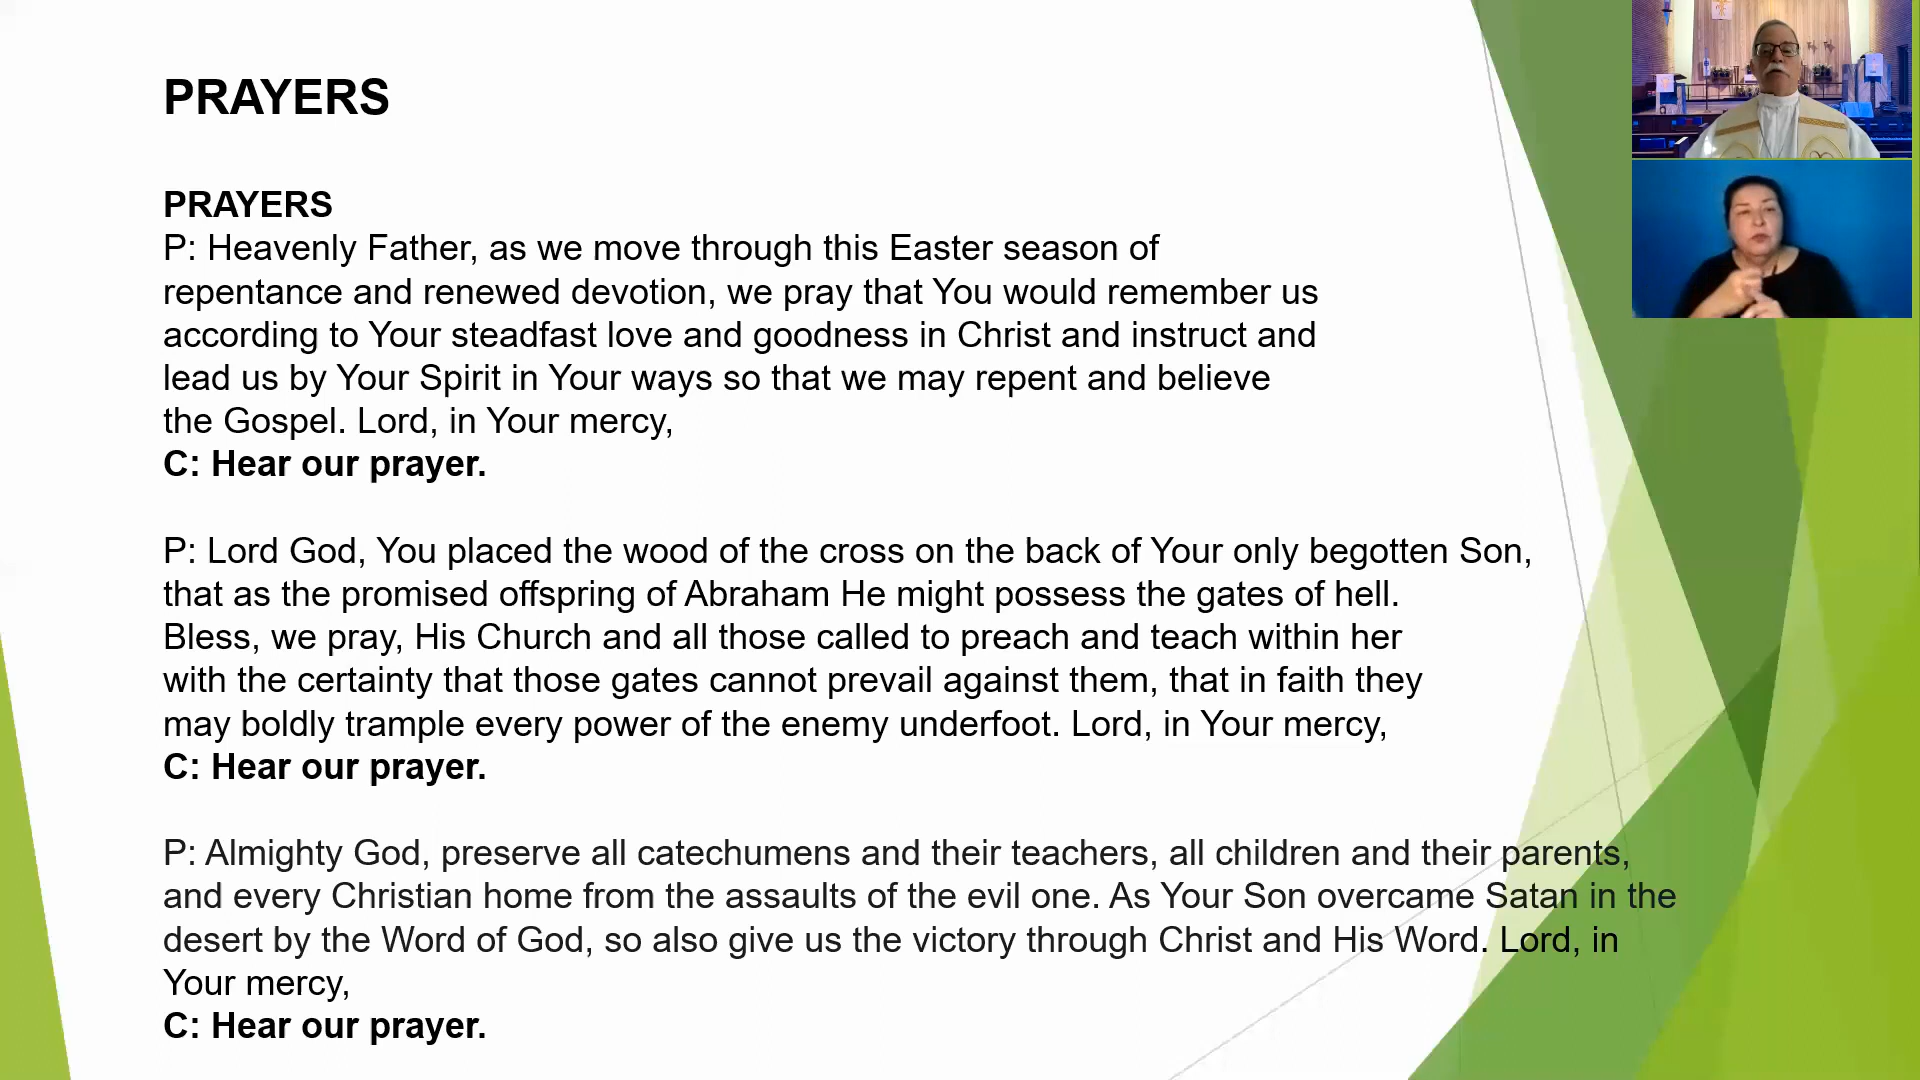 PRAYERS
PRAYERS
P: Heavenly Father, as we move through this Easter season of
repentance and renewed devotion, we pray that You would remember us
according to Your steadfast love and goodness in Christ and instruct and
lead us by Your Spirit in Your ways so that we may repent and believe
the Gospel. Lord, in Your mercy,
C: Hear our prayer.
P: Lord God, You placed the wood of the cross on the back of Your only begotten Son,
that as the promised offspring of Abraham He might possess the gates of hell.
Bless, we pray, His Church and all those called to preach and teach within her
with the certainty that those gates cannot prevail against them, that in faith they
may boldly trample every power of the enemy underfoot. Lord, in Your mercy,
C: Hear our prayer.
P: Almighty God, preserve all catechumens and their teachers, all children and their parents,
and every Christian home from the assaults of the evil one. As Your Son overcame Satan in the
desert by the Word of God, so also give us the victory through Christ and His Word. Lord, in
Your mercy,
C: Hear our prayer.